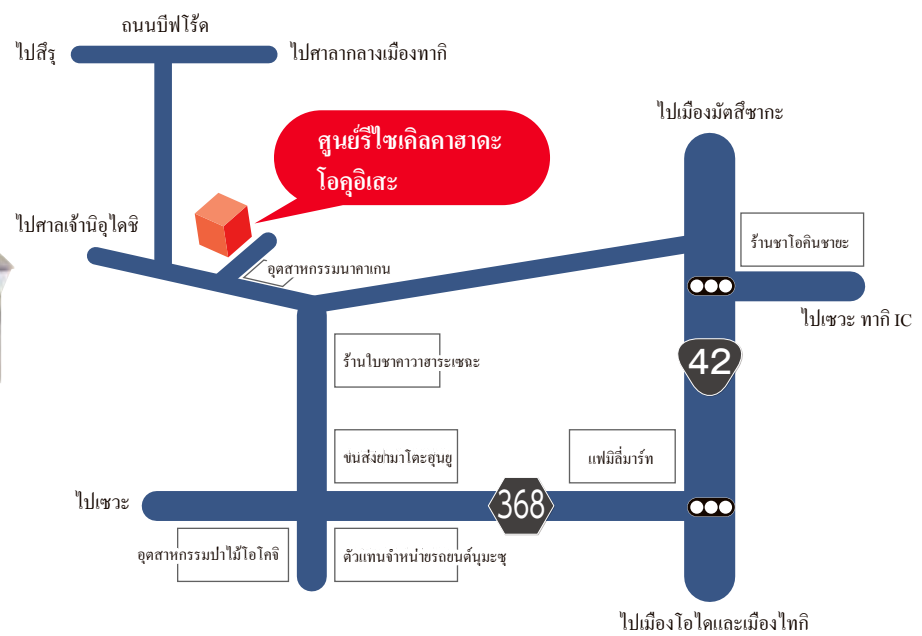 ถนนบีฟโร้ด
ไปสึรุ
ไปศาลากลางเมืองทากิ
ไปเมืองมัตสึซากะ
ศูนย์รีไซเคิลคาฮาดะ
โอคุอิเสะ
ไปศาลเจ้านิอุไดชิ
ร้านชาโอคินชายะ
อุตสาหกรรมนาคาเกน
ไปเซวะ ทากิ IC
ร้านใบชาคาวาฮาระเซฉะ
42
ขนส่งยามาโตะฮุนยู
แฟมิลี่มาร์ท
ไปเซวะ
368
อุตสาหกรรมป่าไม้โอโคจิ
ตัวแทนจำหน่ายรถยนต์นุมะซุ
ไปเมืองโอไดและเมืองไทกิ